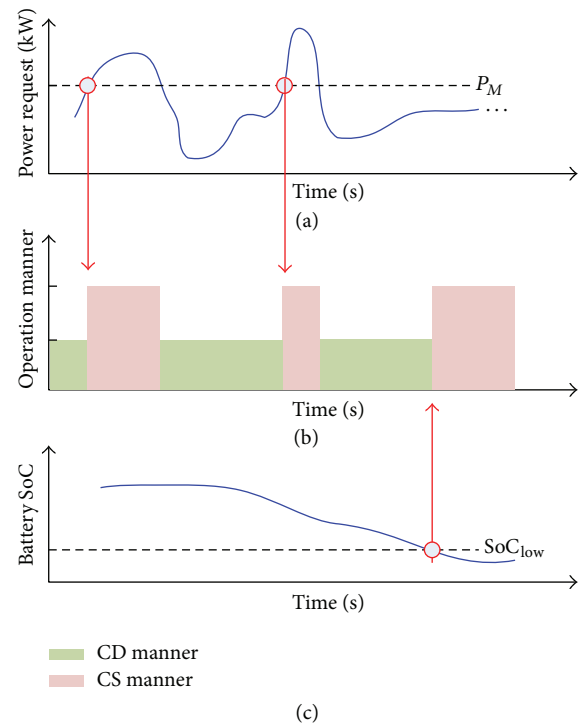 Power request (kW)
P_M
...
Time (s)
(a)
Operation manner
Time (s)
(b)
Battery SoC
SoC_low
Time (s)
CD manner
CS manner
(c)